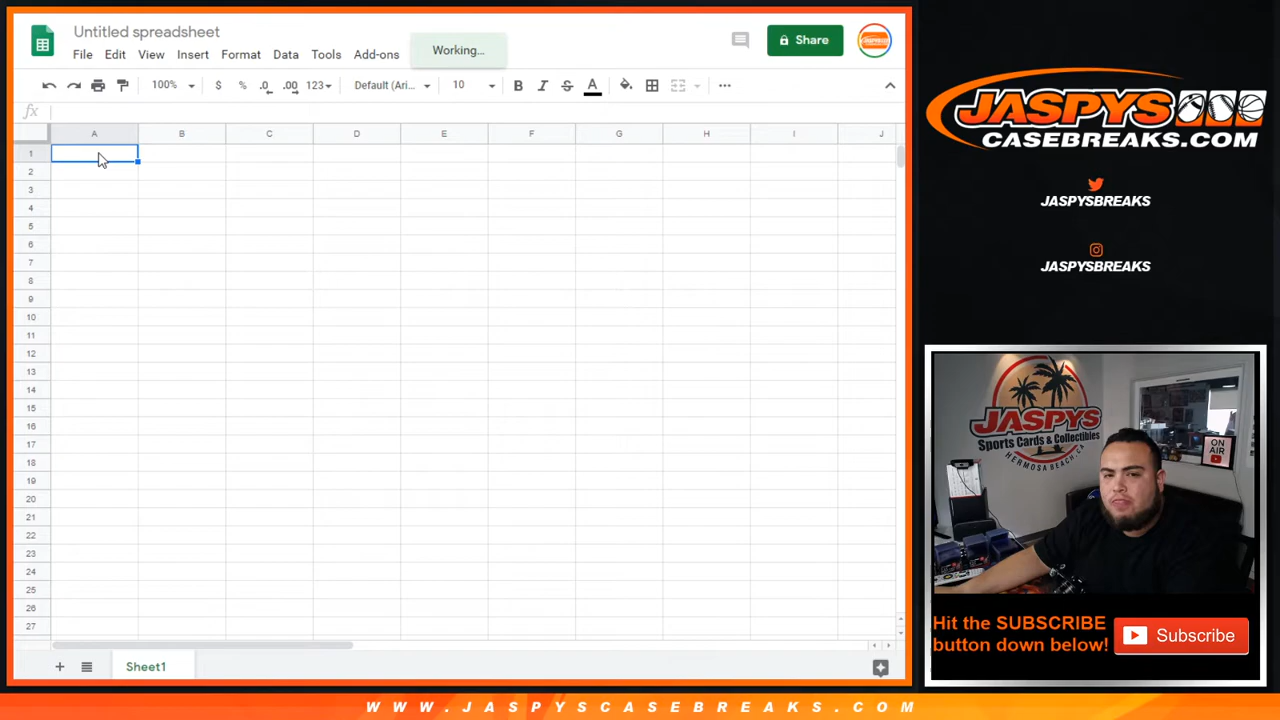 Untitled spreadsheet
File Edit View Insert Format Data Tools Add-ons
Working...
Share
100% $ % .0 .00 123 Default (Ari... 10 B I S A
fx
A B C D E F G H I J
1
2
3
4
5
6
7
8
9
10
11
12
13
14
15
16
17
18
19
20
21
22
23
24
25
26
27
Sheet1
JASPYS
CASEBREAKS.COM
JASPYSBREAKS
JASPYSBREAKS
JASPYS
Sports Cards & Collectibles
HERMOSA BEACH, CA
ON
AIR
Hit the SUBSCRIBE
button down below!
Subscribe
WWW.JASPYSCASEBREAKS.COM